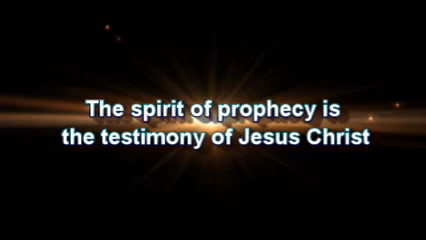 The spirit of prophecy is
the testimony of Jesus Christ